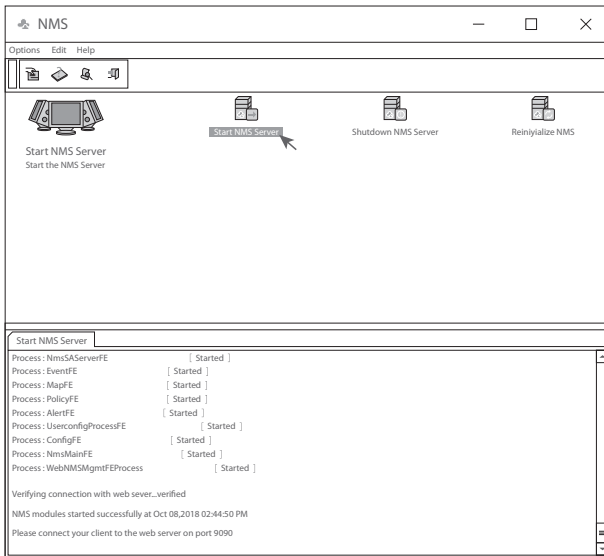 NMS
Options Edit Help
Start NMS Server
Start the NMS Server
Start NMS Server
Shutdown NMS Server
Reiniyialize NMS
Start NMS Server
Process : NmsSAServerFE [ Started ]
Process : EventFE [ Started ]
Process : MapFE [ Started ]
Process : PolicyFE [ Started ]
Process : AlertFE [ Started ]
Process : UserconfigProcessFE [ Started ]
Process : ConfigFE [ Started ]
Process : NmsMainFE [ Started ]
Process : WebNMSMgmtFEProcess [ Started ]
Verifying connection with web sever...verified
NMS modules started successfully at Oct 08,2018 02:44:50 PM
Please connect your client to the web server on port 9090